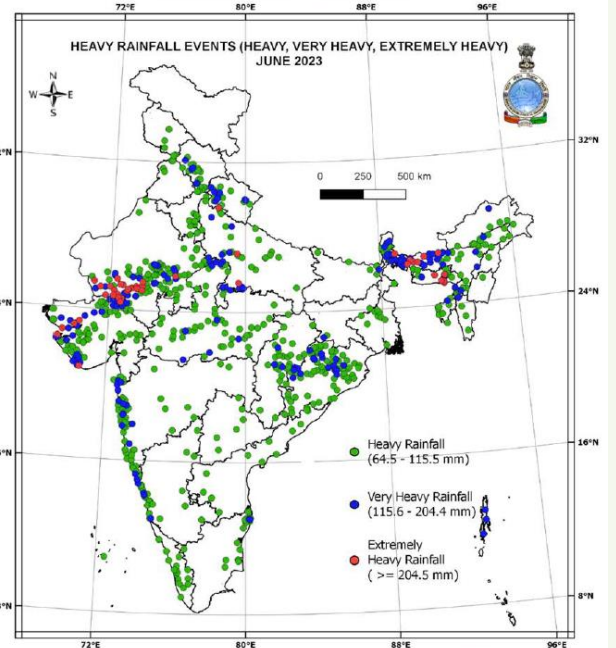 72°E 80°E 88°E 96°E
HEAVY RAINFALL EVENTS (HEAVY, VERY HEAVY, EXTREMELY HEAVY)
JUNE 2023
N
W E
S
32°N
0 250 500 km
24°N
16°N
Heavy Rainfall
(64.5 - 115.5 mm)
Very Heavy Rainfall
(115.6 - 204.4 mm)
Extremely
Heavy Rainfall
( >= 204.5 mm)
8°N
72°E 80°E 88°E 96°E